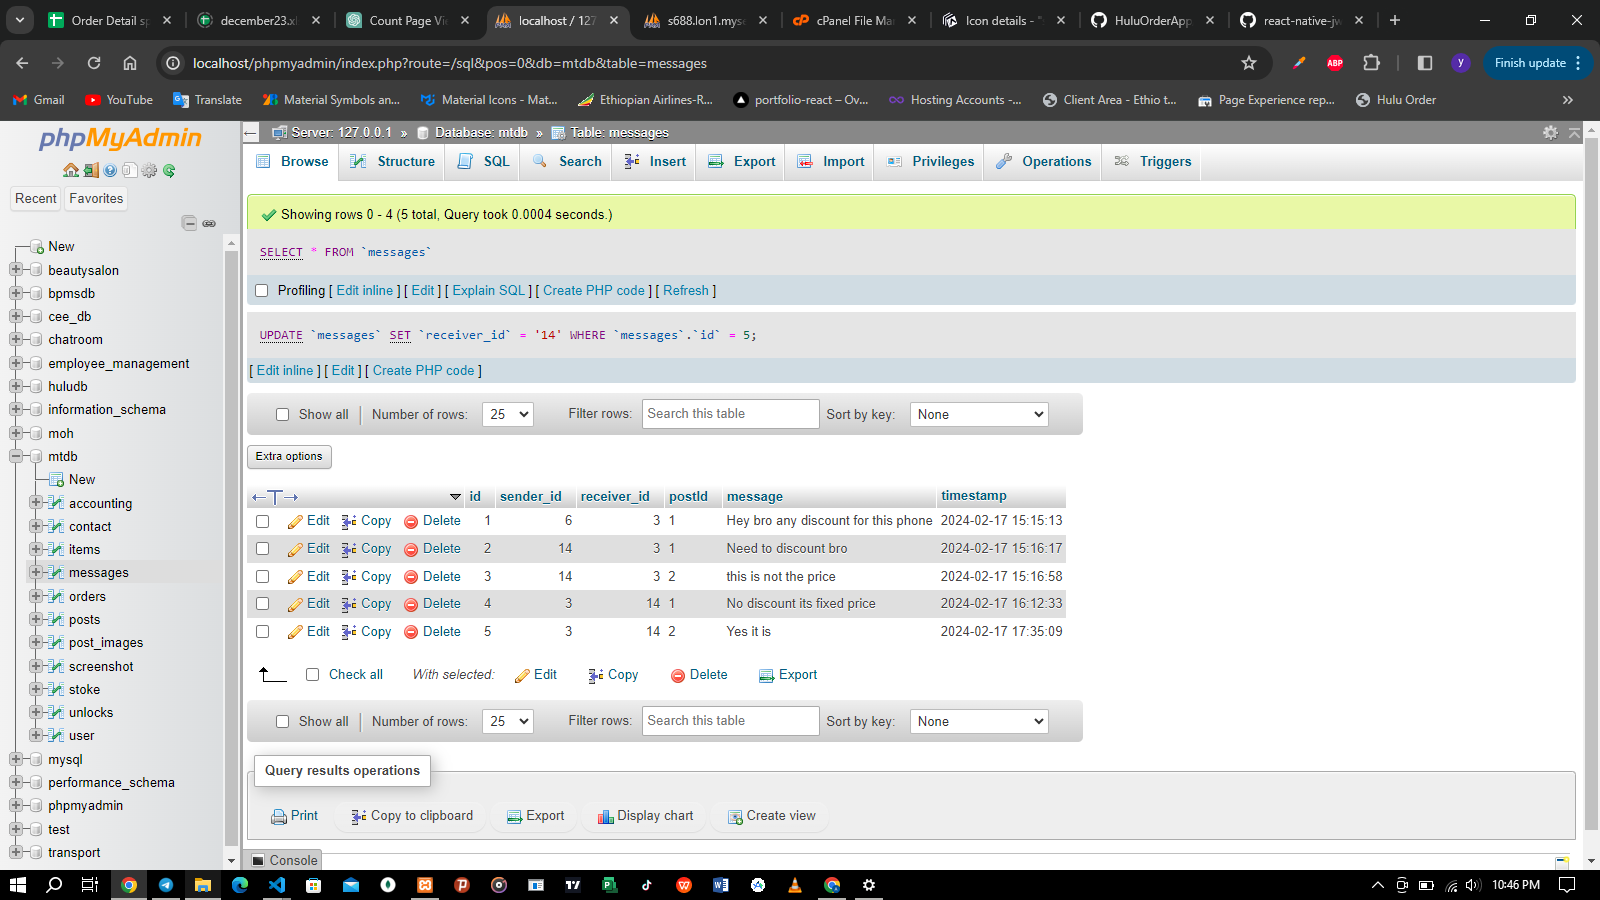 Order Detail sp
december23.xl
Count Page Vie
localhost / 127
s688.lon1.myse
cPanel File Ma
Icon details - "
HuluOrderApp
react-native-jw
localhost/phpmyadmin/index.php?route=/sql&pos=0&db=mtdb&table=messages
ABP
y
Finish update
Gmail
YouTube
Translate
Material Symbols an...
Material Icons - Mat...
Ethiopian Airlines-R...
portfolio-react – Ov...
Hosting Accounts -...
Client Area - Ethio t...
Page Experience rep...
Hulu Order
phpMyAdmin
Recent
Favorites
New
beautysalon
bpmsdb
cee_db
chatroom
employee_management
huludb
information_schema
moh
mtdb
New
accounting
contact
items
messages
orders
posts
post_images
screenshot
stoke
unlocks
user
mysql
performance_schema
phpmyadmin
test
transport
Server: 127.0.0.1 » Database: mtdb » Table: messages
Browse Structure SQL Search Insert Export Import Privileges Operations Triggers
Showing rows 0 - 4 (5 total, Query took 0.0004 seconds.)
SELECT * FROM `messages`
Profiling [ Edit inline ] [ Edit ] [ Explain SQL ] [ Create PHP code ] [ Refresh ]
UPDATE `messages` SET `receiver_id` = '14' WHERE `messages`.`id` = 5;
[ Edit inline ] [ Edit ] [ Create PHP code ]
Show all Number of rows: 25 Filter rows: Search this table Sort by key: None
Extra options
id sender_id receiver_id postId message timestamp
Edit Copy Delete 1 6 3 1 Hey bro any discount for this phone 2024-02-17 15:15:13
Edit Copy Delete 2 14 3 1 Need to discount bro 2024-02-17 15:16:17
Edit Copy Delete 3 14 3 2 this is not the price 2024-02-17 15:16:58
Edit Copy Delete 4 3 14 1 No discount its fixed price 2024-02-17 16:12:33
Edit Copy Delete 5 3 14 2 Yes it is 2024-02-17 17:35:09
Check all With selected: Edit Copy Delete Export
Show all Number of rows: 25 Filter rows: Search this table Sort by key: None
Query results operations
Print Copy to clipboard Export Display chart Create view
Console
10:46 PM